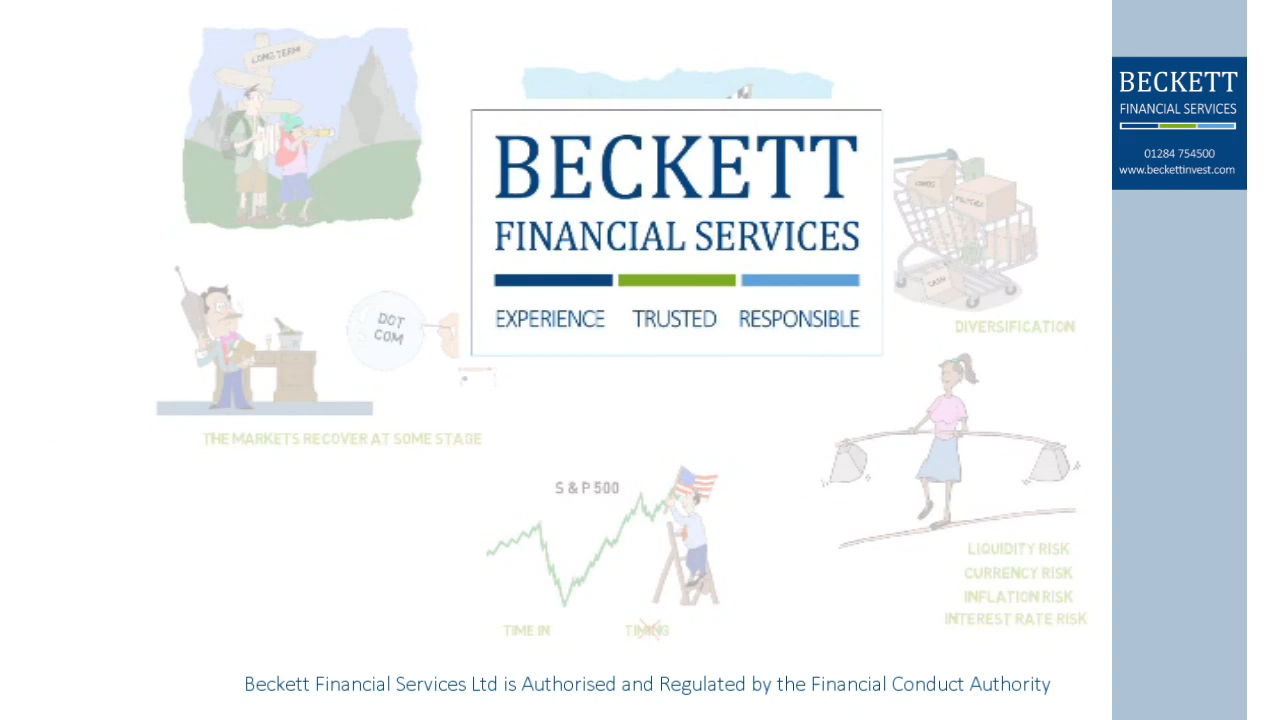 LONG TERM
BECKETT
FINANCIAL SERVICES
EXPERIENCE TRUSTED RESPONSIBLE
BECKETT
FINANCIAL SERVICES
01284 754500
www.beckettinvest.com
CASH
DIVERSIFICATION
DOT
COM
THE MARKETS RECOVER AT SOME STAGE
S & P 500
TIME IN TIMING
LIQUIDITY RISK
CURRENCY RISK
INFLATION RISK
INTEREST RATE RISK
Beckett Financial Services Ltd is Authorised and Regulated by the Financial Conduct Authority